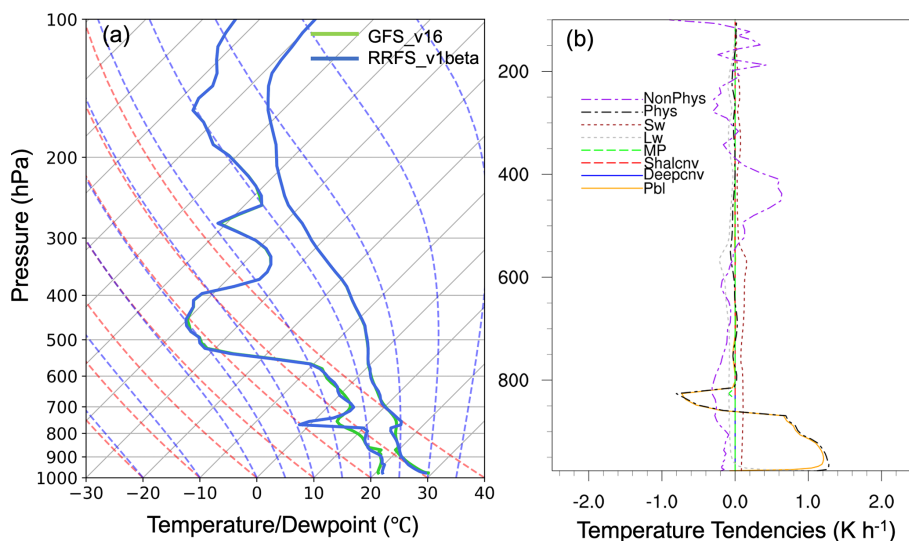 (a)
GFS_v16
RRFS_v1beta
100
200
300
400
500
600
700
800
900
1000
Pressure (hPa)
−30
−20
−10
0
10
20
30
40
Temperature/Dewpoint (℃)
(b)
200
400
600
800
NonPhys
Phys
Sw
Lw
MP
Shalcnv
Deepcnv
Pbl
-2.0
-1.0
0.0
1.0
2.0
Temperature Tendencies (K h-1)